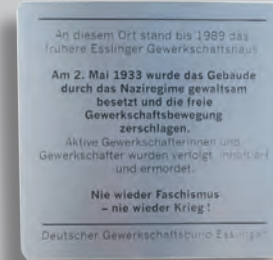 An diesem Ort stand bis 1989 das
frühere Esslinger Gewerkschaftshaus
Am 2. Mai 1933 wurde das Gebäude
durch das Naziregime gewaltsam
besetzt und die freie
Gewerkschaftsbewegung
zerschlagen.
Aktive Gewerkschafterinnen und
Gewerkschafter wurden verfolgt, inhaftiert
und ermordet.
Nie wieder Faschismus
– nie wieder Krieg !
Deutscher Gewerkschaftsbund Esslingen